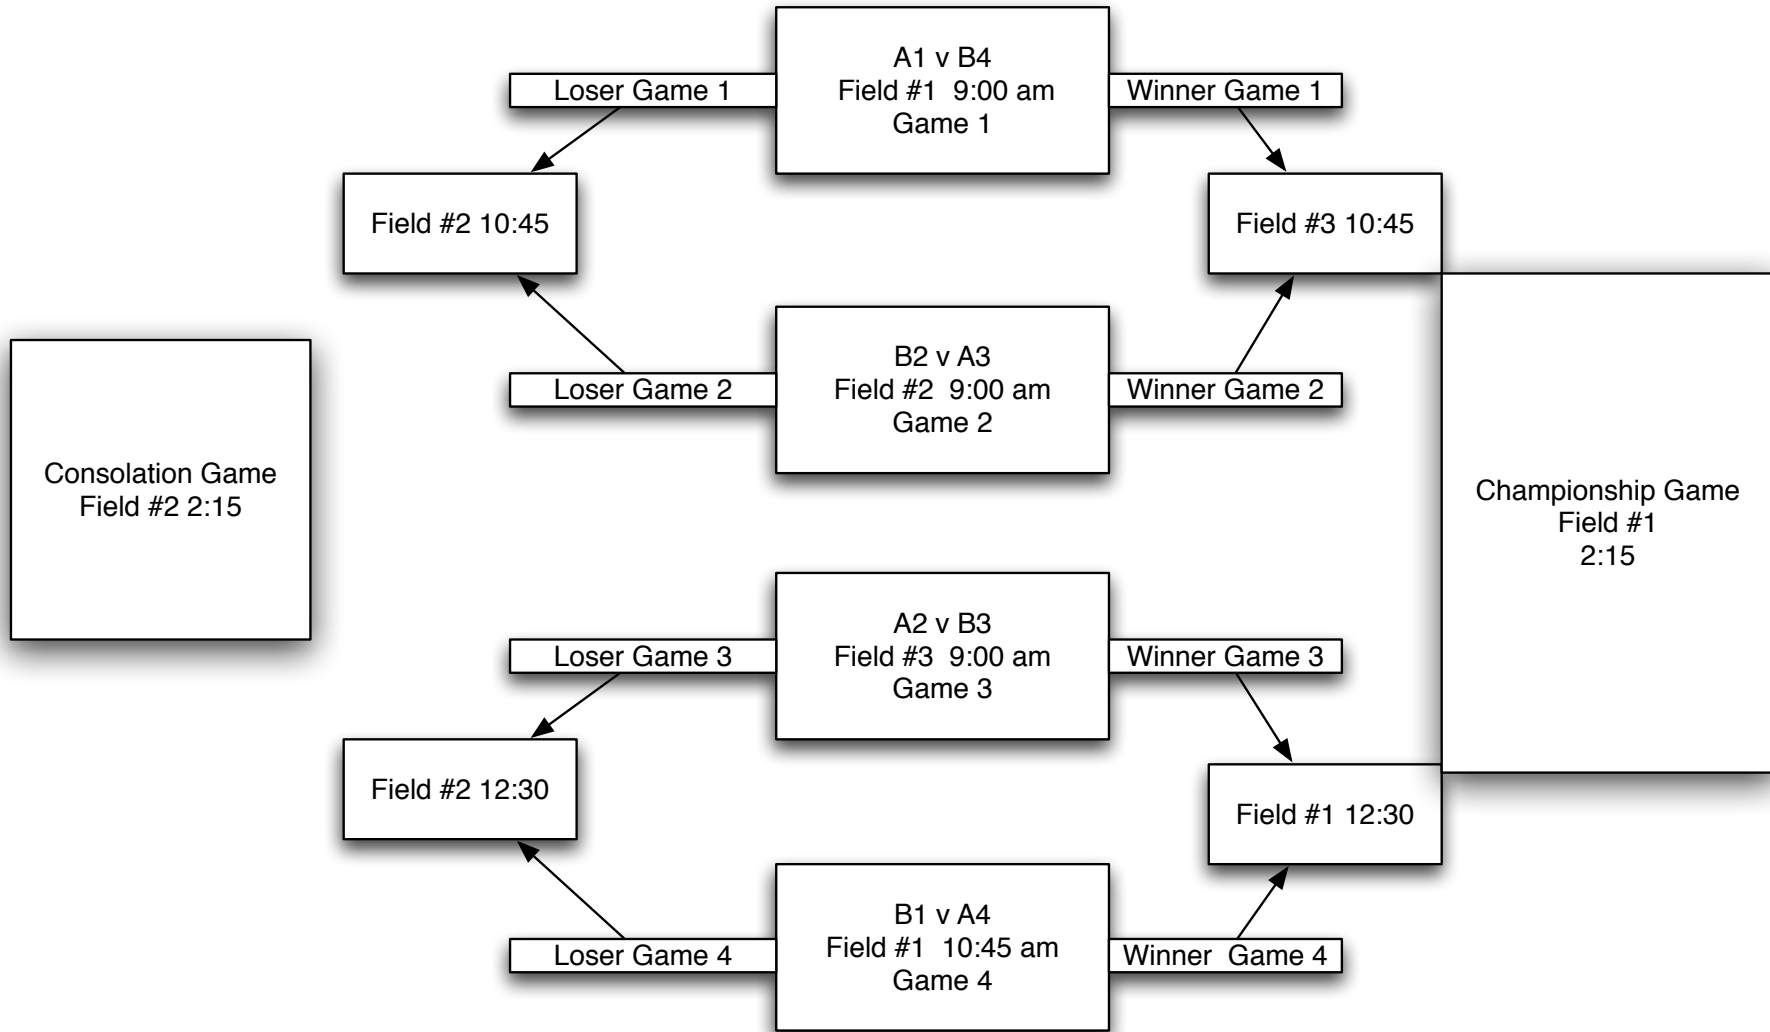 A1 v B4
Field #1  9:00 am
Game 1
Loser Game 1
Winner Game 1
Field #2 10:45
Field #3 10:45
B2 v A3
Field #2  9:00 am
Game 2
Loser Game 2
Winner Game 2
Consolation Game
Field #2 2:15
Championship Game
Field #1
2:15
A2 v B3
Field #3  9:00 am
Game 3
Loser Game 3
Winner Game 3
Field #2 12:30
Field #1 12:30
B1 v A4
Field #1  10:45 am
Game 4
Loser Game 4
Winner  Game 4